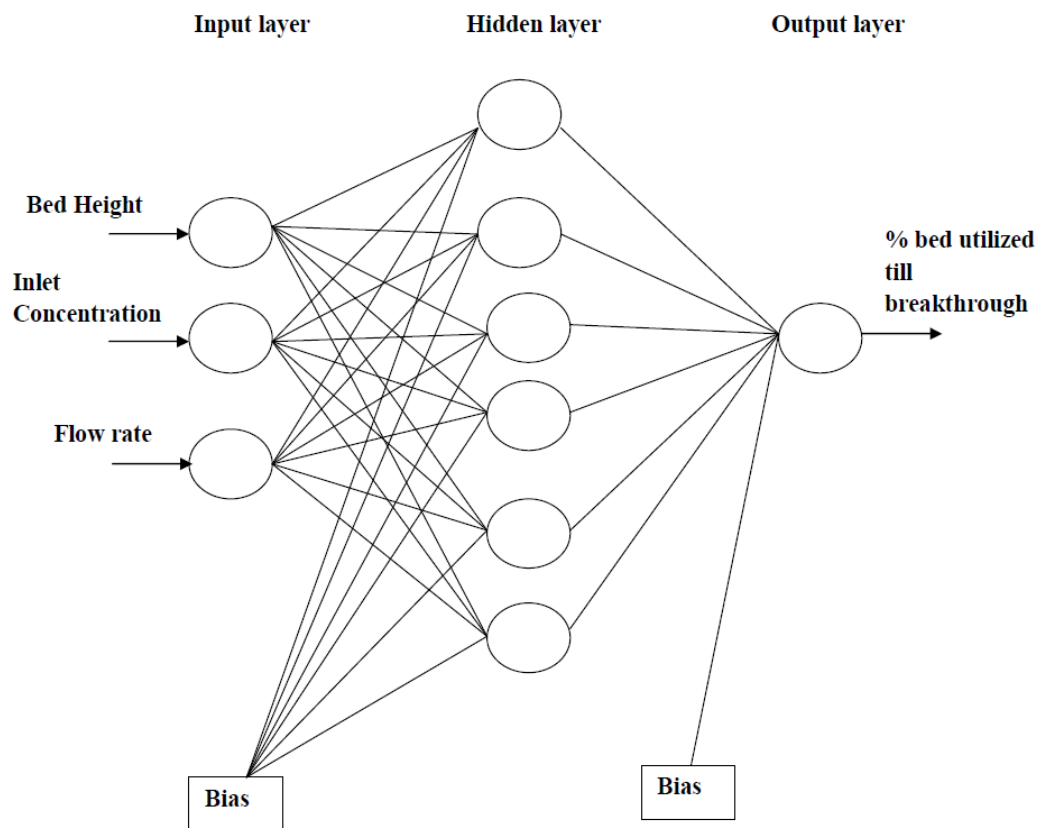 Input layer
Hidden layer
Output layer
Bed Height
Inlet
Concentration
Flow rate
% bed utilized
till
breakthrough
Bias
Bias